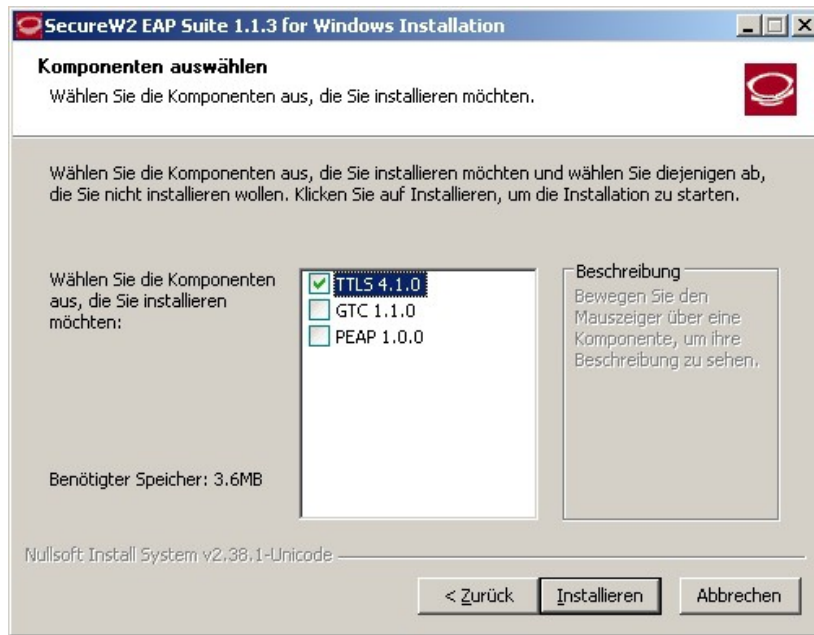 SecureW2 EAP Suite 1.1.3 for Windows Installation
Komponenten auswählen
Wählen Sie die Komponenten aus, die Sie installieren möchten.
Wählen Sie die Komponenten aus, die Sie installieren möchten und wählen Sie diejenigen ab,
die Sie nicht installieren wollen. Klicken Sie auf Installieren, um die Installation zu starten.
Wählen Sie die Komponenten
aus, die Sie installieren
möchten:
TTLS 4.1.0
GTC 1.1.0
PEAP 1.0.0
Beschreibung
Bewegen Sie den
Mauszeiger über eine
Komponente, um ihre
Beschreibung zu sehen.
Benötigter Speicher: 3.6MB
Nullsoft Install System v2.38.1-Unicode
< Zurück
Installieren
Abbrechen